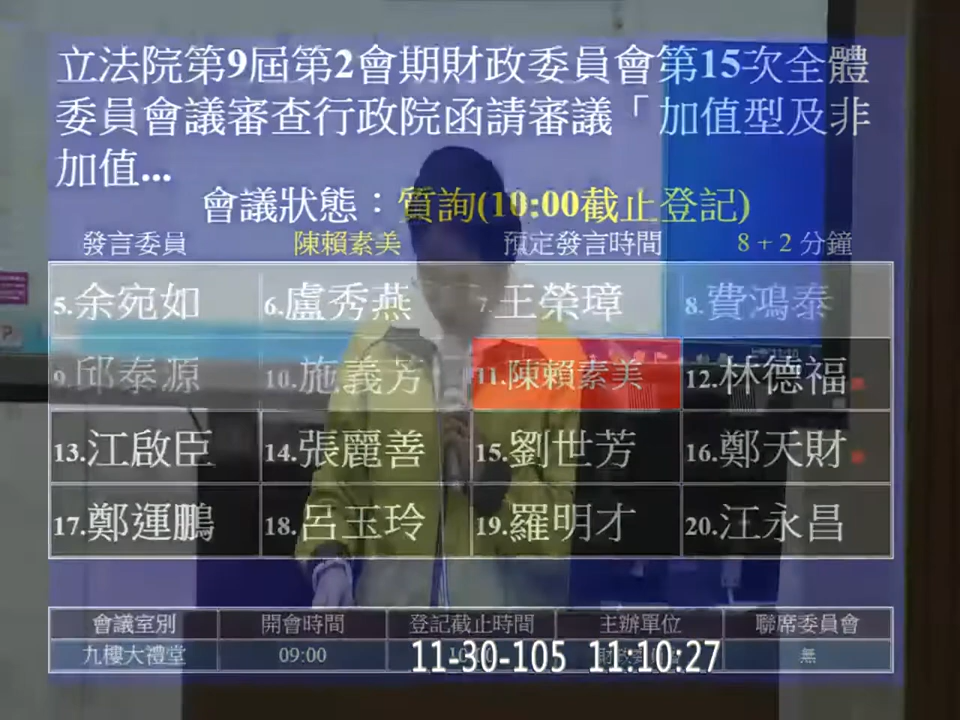 立法院第9屆第2會期財政委員會第15次全體
委員會議審查行政院函請審議「加值型及非
加值...
會議狀態：質詢(10:00截止登記)
發言委員 陳賴素美 預定發言時間 8+2 分鐘
5.余宛如 6.盧秀燕 7.王榮璋 8.費鴻泰
9.邱泰源 10.施義芳 11.陳賴素美 12.林德福
13.江啟臣 14.張麗善 15.劉世芳 16.鄭天財
17.鄭運鵬 18.呂玉玲 19.羅明才 20.汪永昌
會議室別 開會時間 登記截止時間 主辦單位 聯席委員會
九樓大禮堂 09:00 無
11-30-105 11:10:27